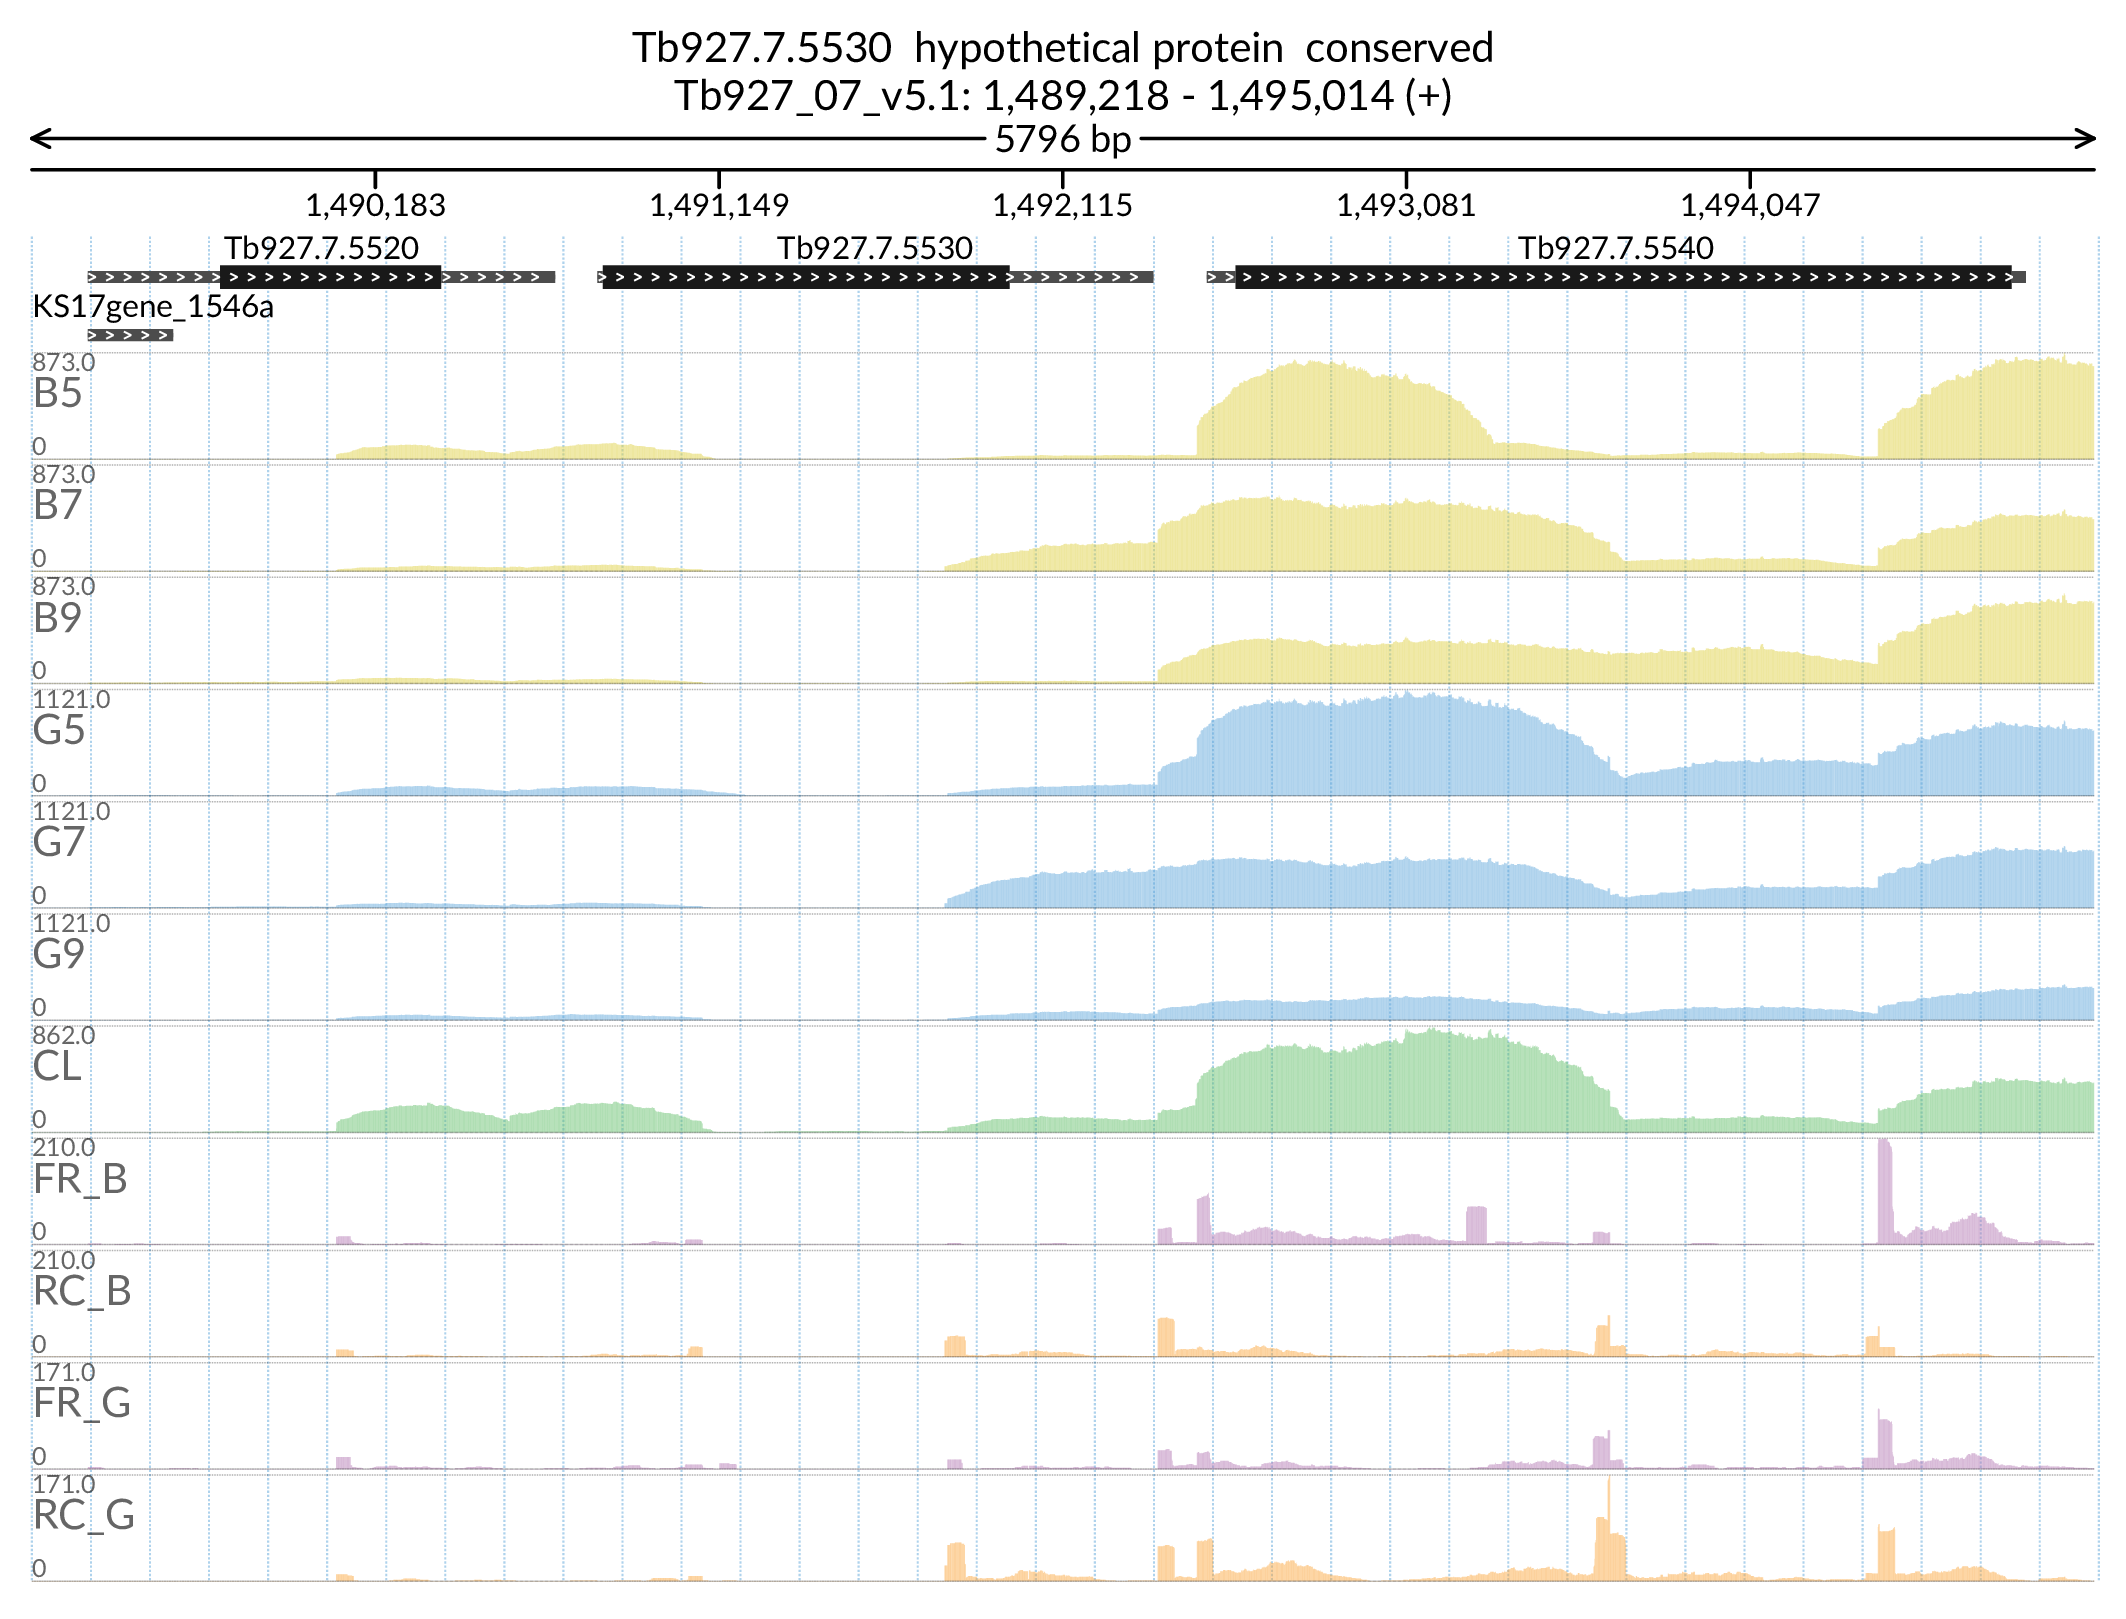 Tb927.7.5530 hypothetical protein conserved
Tb927_07_v5.1: 1,489,218 - 1,495,014 (+)
5796 bp
1,490,183 1,491,149 1,492,115 1,493,081 1,494,047
Tb927.7.5520 Tb927.7.5530 Tb927.7.5540
KS17gene_1546a
873.0
B5
0
873.0
B7
0
873.0
B9
0
1121.0
G5
0
1121.0
G7
0
1121.0
G9
0
862.0
CL
0
210.0
FR_B
0
210.0
RC_B
0
171.0
FR_G
0
171.0
RC_G
0